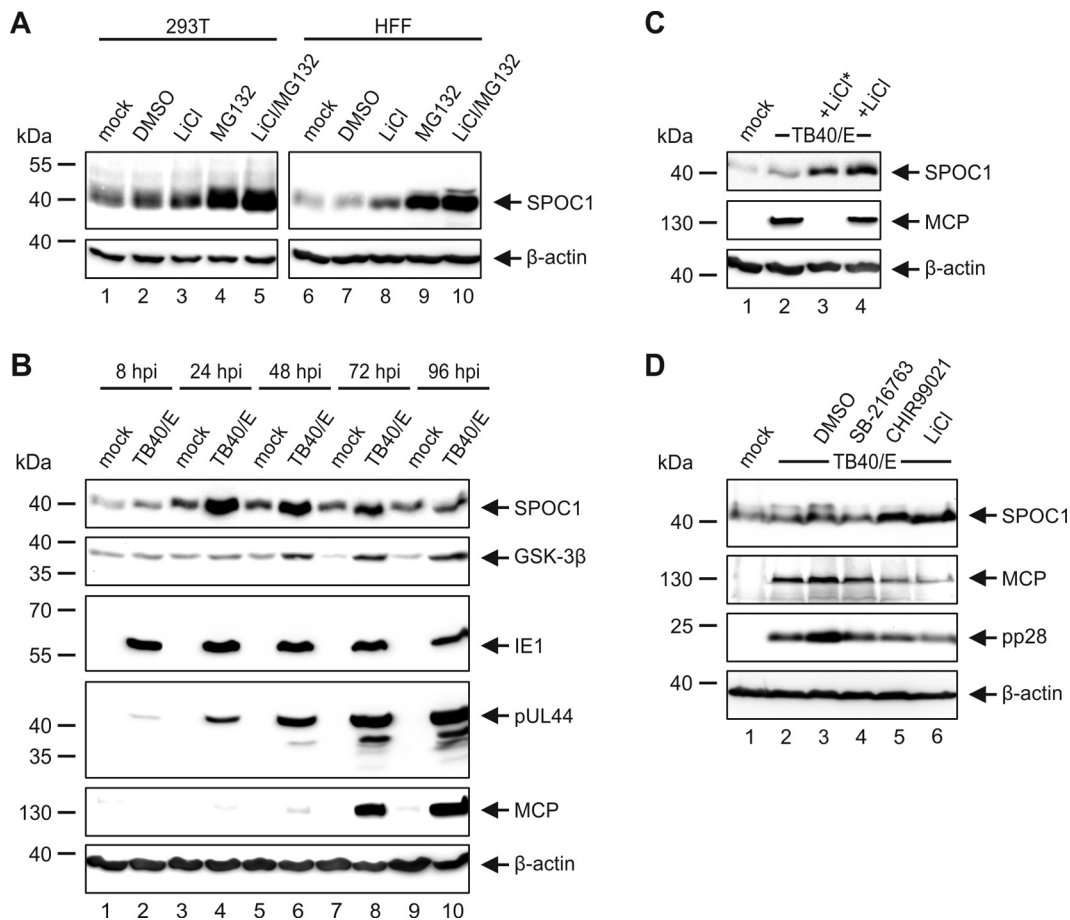 A
293T
HFF
mock
DMSO
LiCl
MG132
LiCl/MG132
mock
DMSO
LiCl
MG132
LiCl/MG132
kDa
55
40
SPOC1
40
β-actin
1 2 3 4 5 6 7 8 9 10
B
8 hpi 24 hpi 48 hpi 72 hpi 96 hpi
mock
TB40/E
mock
TB40/E
mock
TB40/E
mock
TB40/E
mock
TB40/E
kDa
40
SPOC1
40
GSK-3β
35
70
IE1
55
pUL44
40
35
MCP
130
40
β-actin
1 2 3 4 5 6 7 8 9 10
C
mock
+LiCl*
+LiCl
TB40/E
kDa
40
SPOC1
130
MCP
β-actin
40
1 2 3 4
D
mock
DMSO
SB-216763
CHIR99021
LiCl
TB40/E
kDa
SPOC1
40
130
MCP
25
pp28
40
β-actin
1 2 3 4 5 6